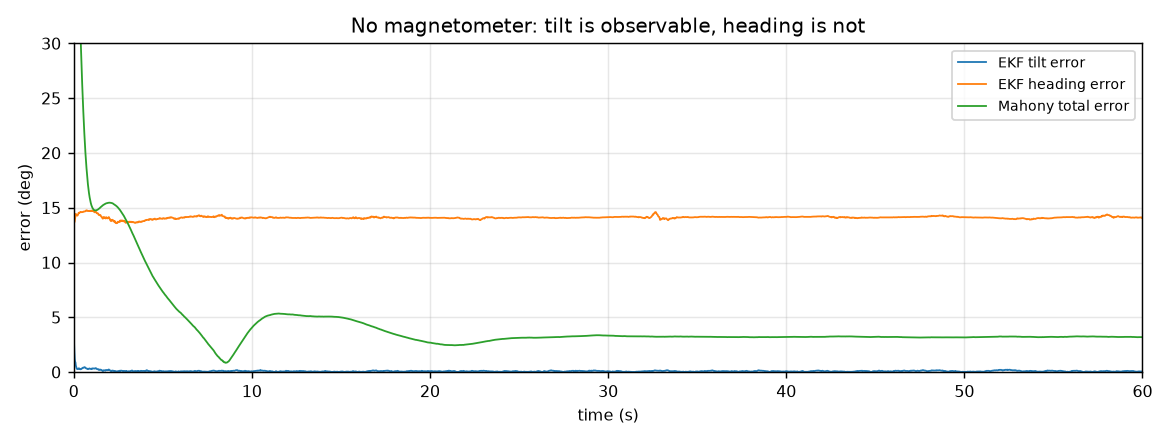 No magnetometer: tilt is observable, heading is not
EKF tilt error
EKF heading error
Mahony total error
error (deg)
30
25
20
15
10
5
0
0 10 20 30 40 50 60
time (s)